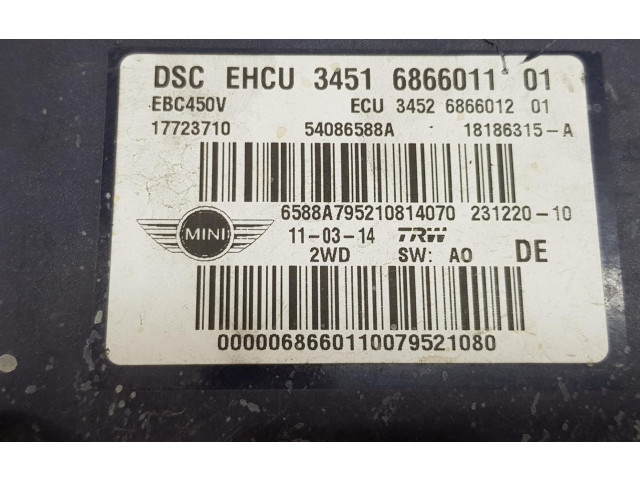 DSC EHCU 3451 6866011 01
EBC450V ECU 3452 6866012 01
17723710 54086588A 18186315-A
6588A795210814070 231220-10
MINI 11-03-14 TRW DE
2WD SW: A0
0000068660110079521080